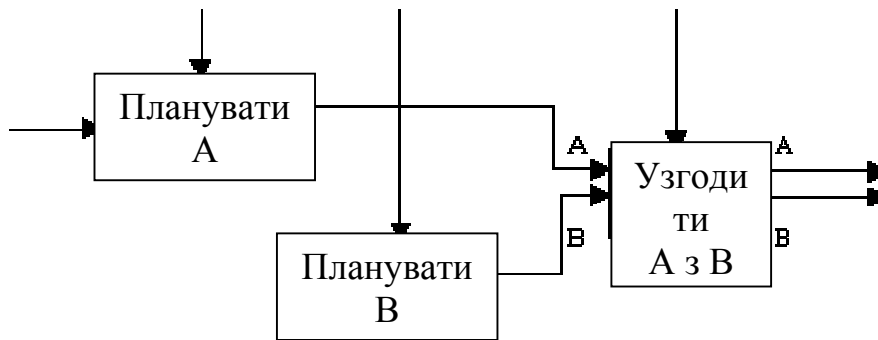 Планувати
А
A
A
Узгоди
ти
А з В
B
B
Планувати
В